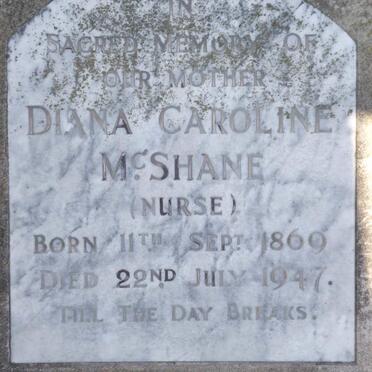 IN
SACRED MEMORY OF
OUR MOTHER
DIANA CAROLINE
McSHANE
(NURSE)
BORN 11TH SEPT. 1869
DIED 22ND JULY 1947.
TILL THE DAY BREAKS.